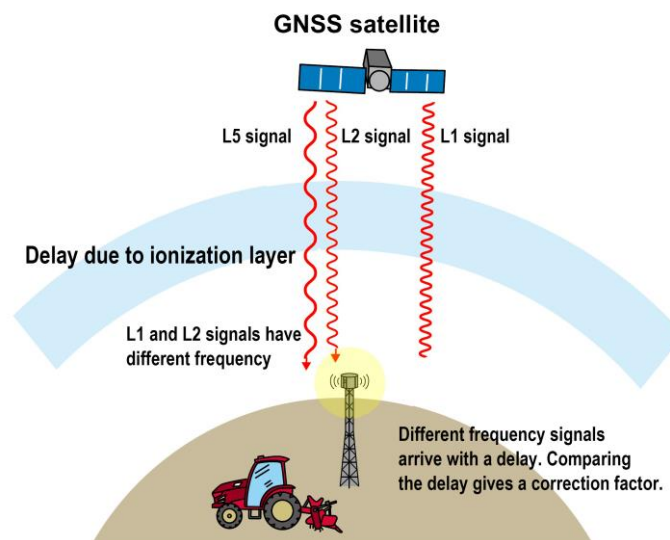 GNSS satellite
L5 signal
L2 signal
L1 signal
Delay due to ionization layer
L1 and L2 signals have
different frequency
Different frequency signals
arrive with a delay. Comparing
the delay gives a correction factor.